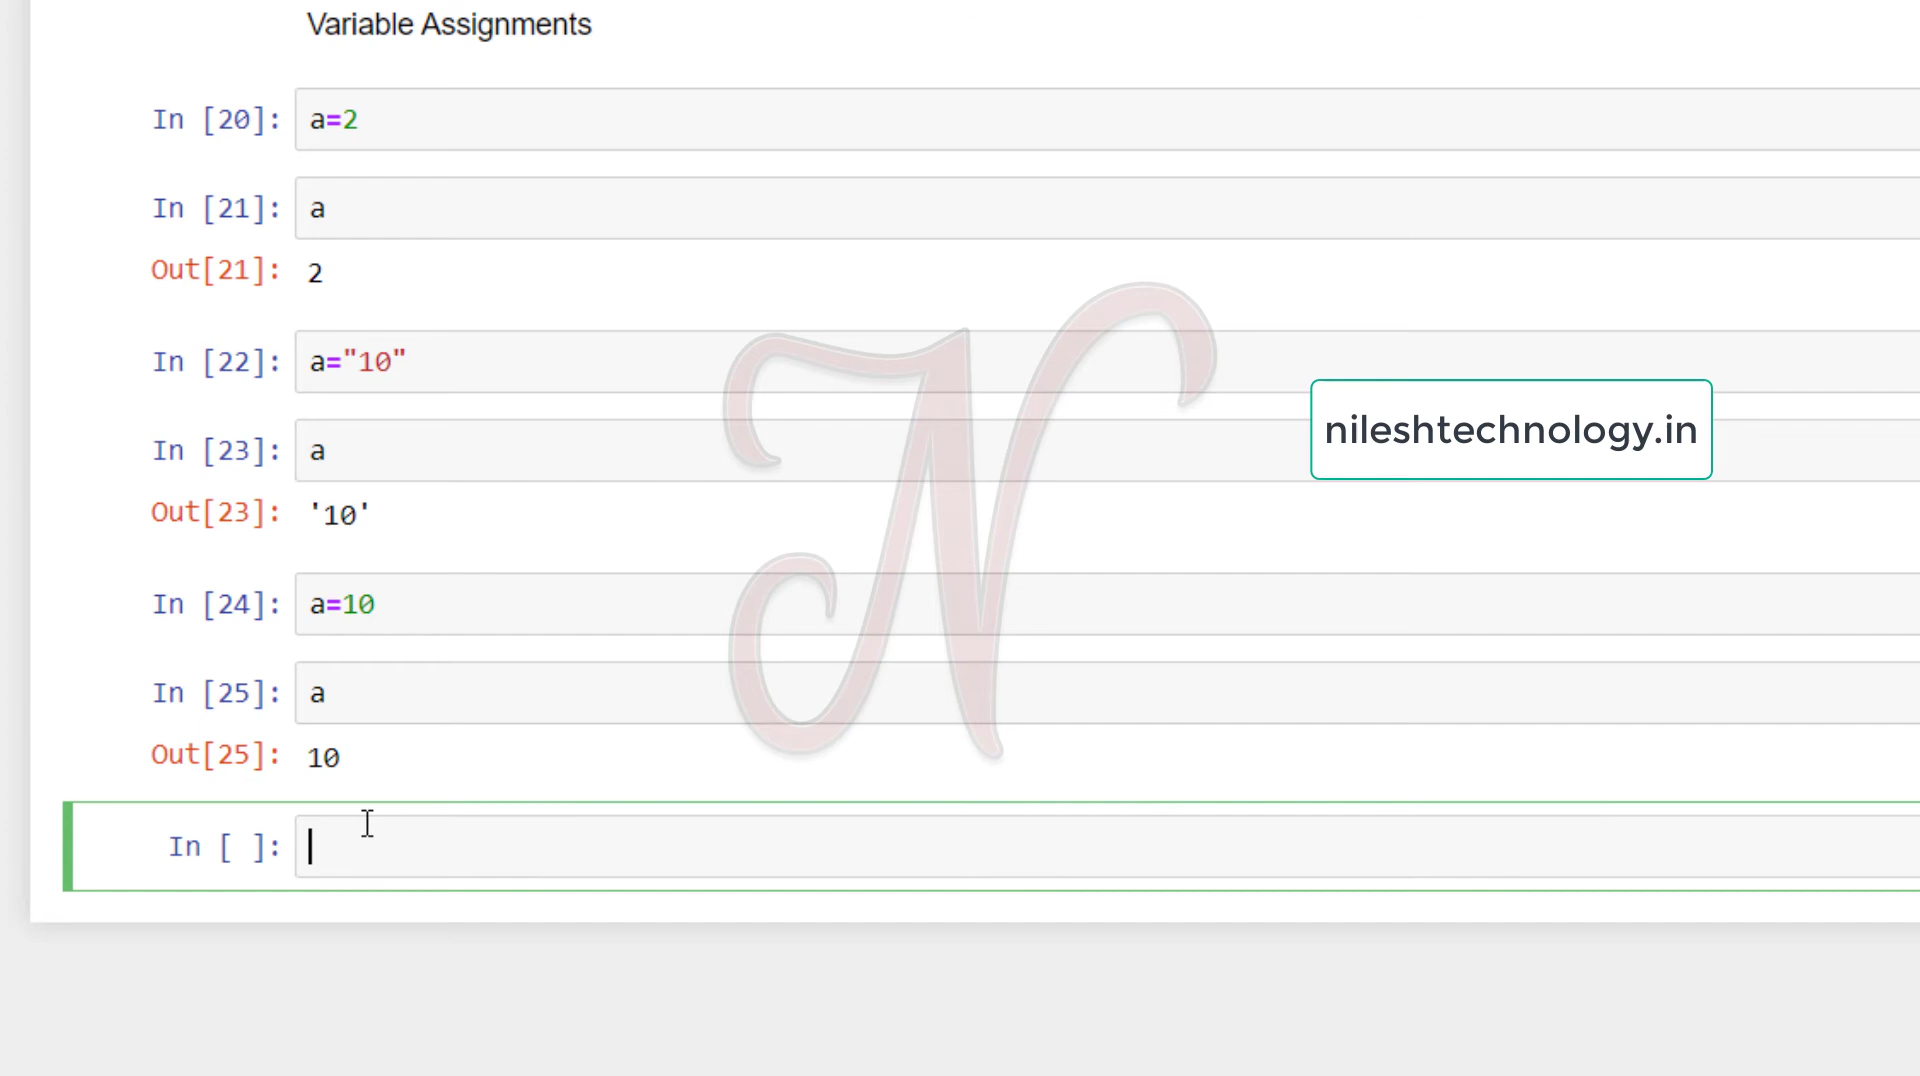 Variable Assignments
In [20]: a=2
In [21]: a
Out[21]: 2
In [22]: a="10"
nileshtechnology.in
In [23]: a
Out[23]: '10'
In [24]: a=10
In [25]: a
Out[25]: 10
In [ ]:
N